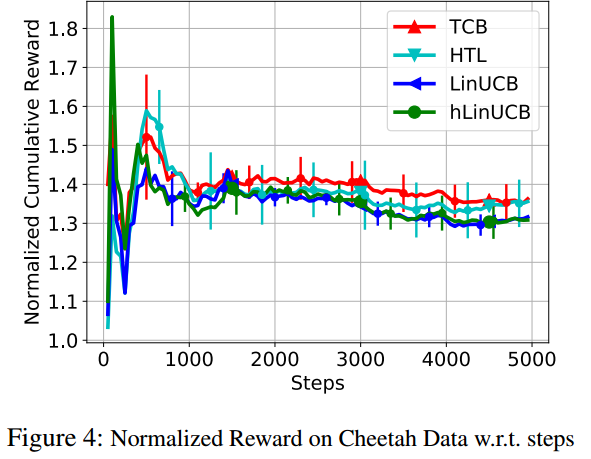 Normalized Cumulative Reward
1.8
1.7
1.6
1.5
1.4
1.3
1.2
1.1
1.0
TCB
HTL
LinUCB
hLinUCB
0
1000
2000
3000
4000
5000
Steps
Figure 4: Normalized Reward on Cheetah Data w.r.t. steps